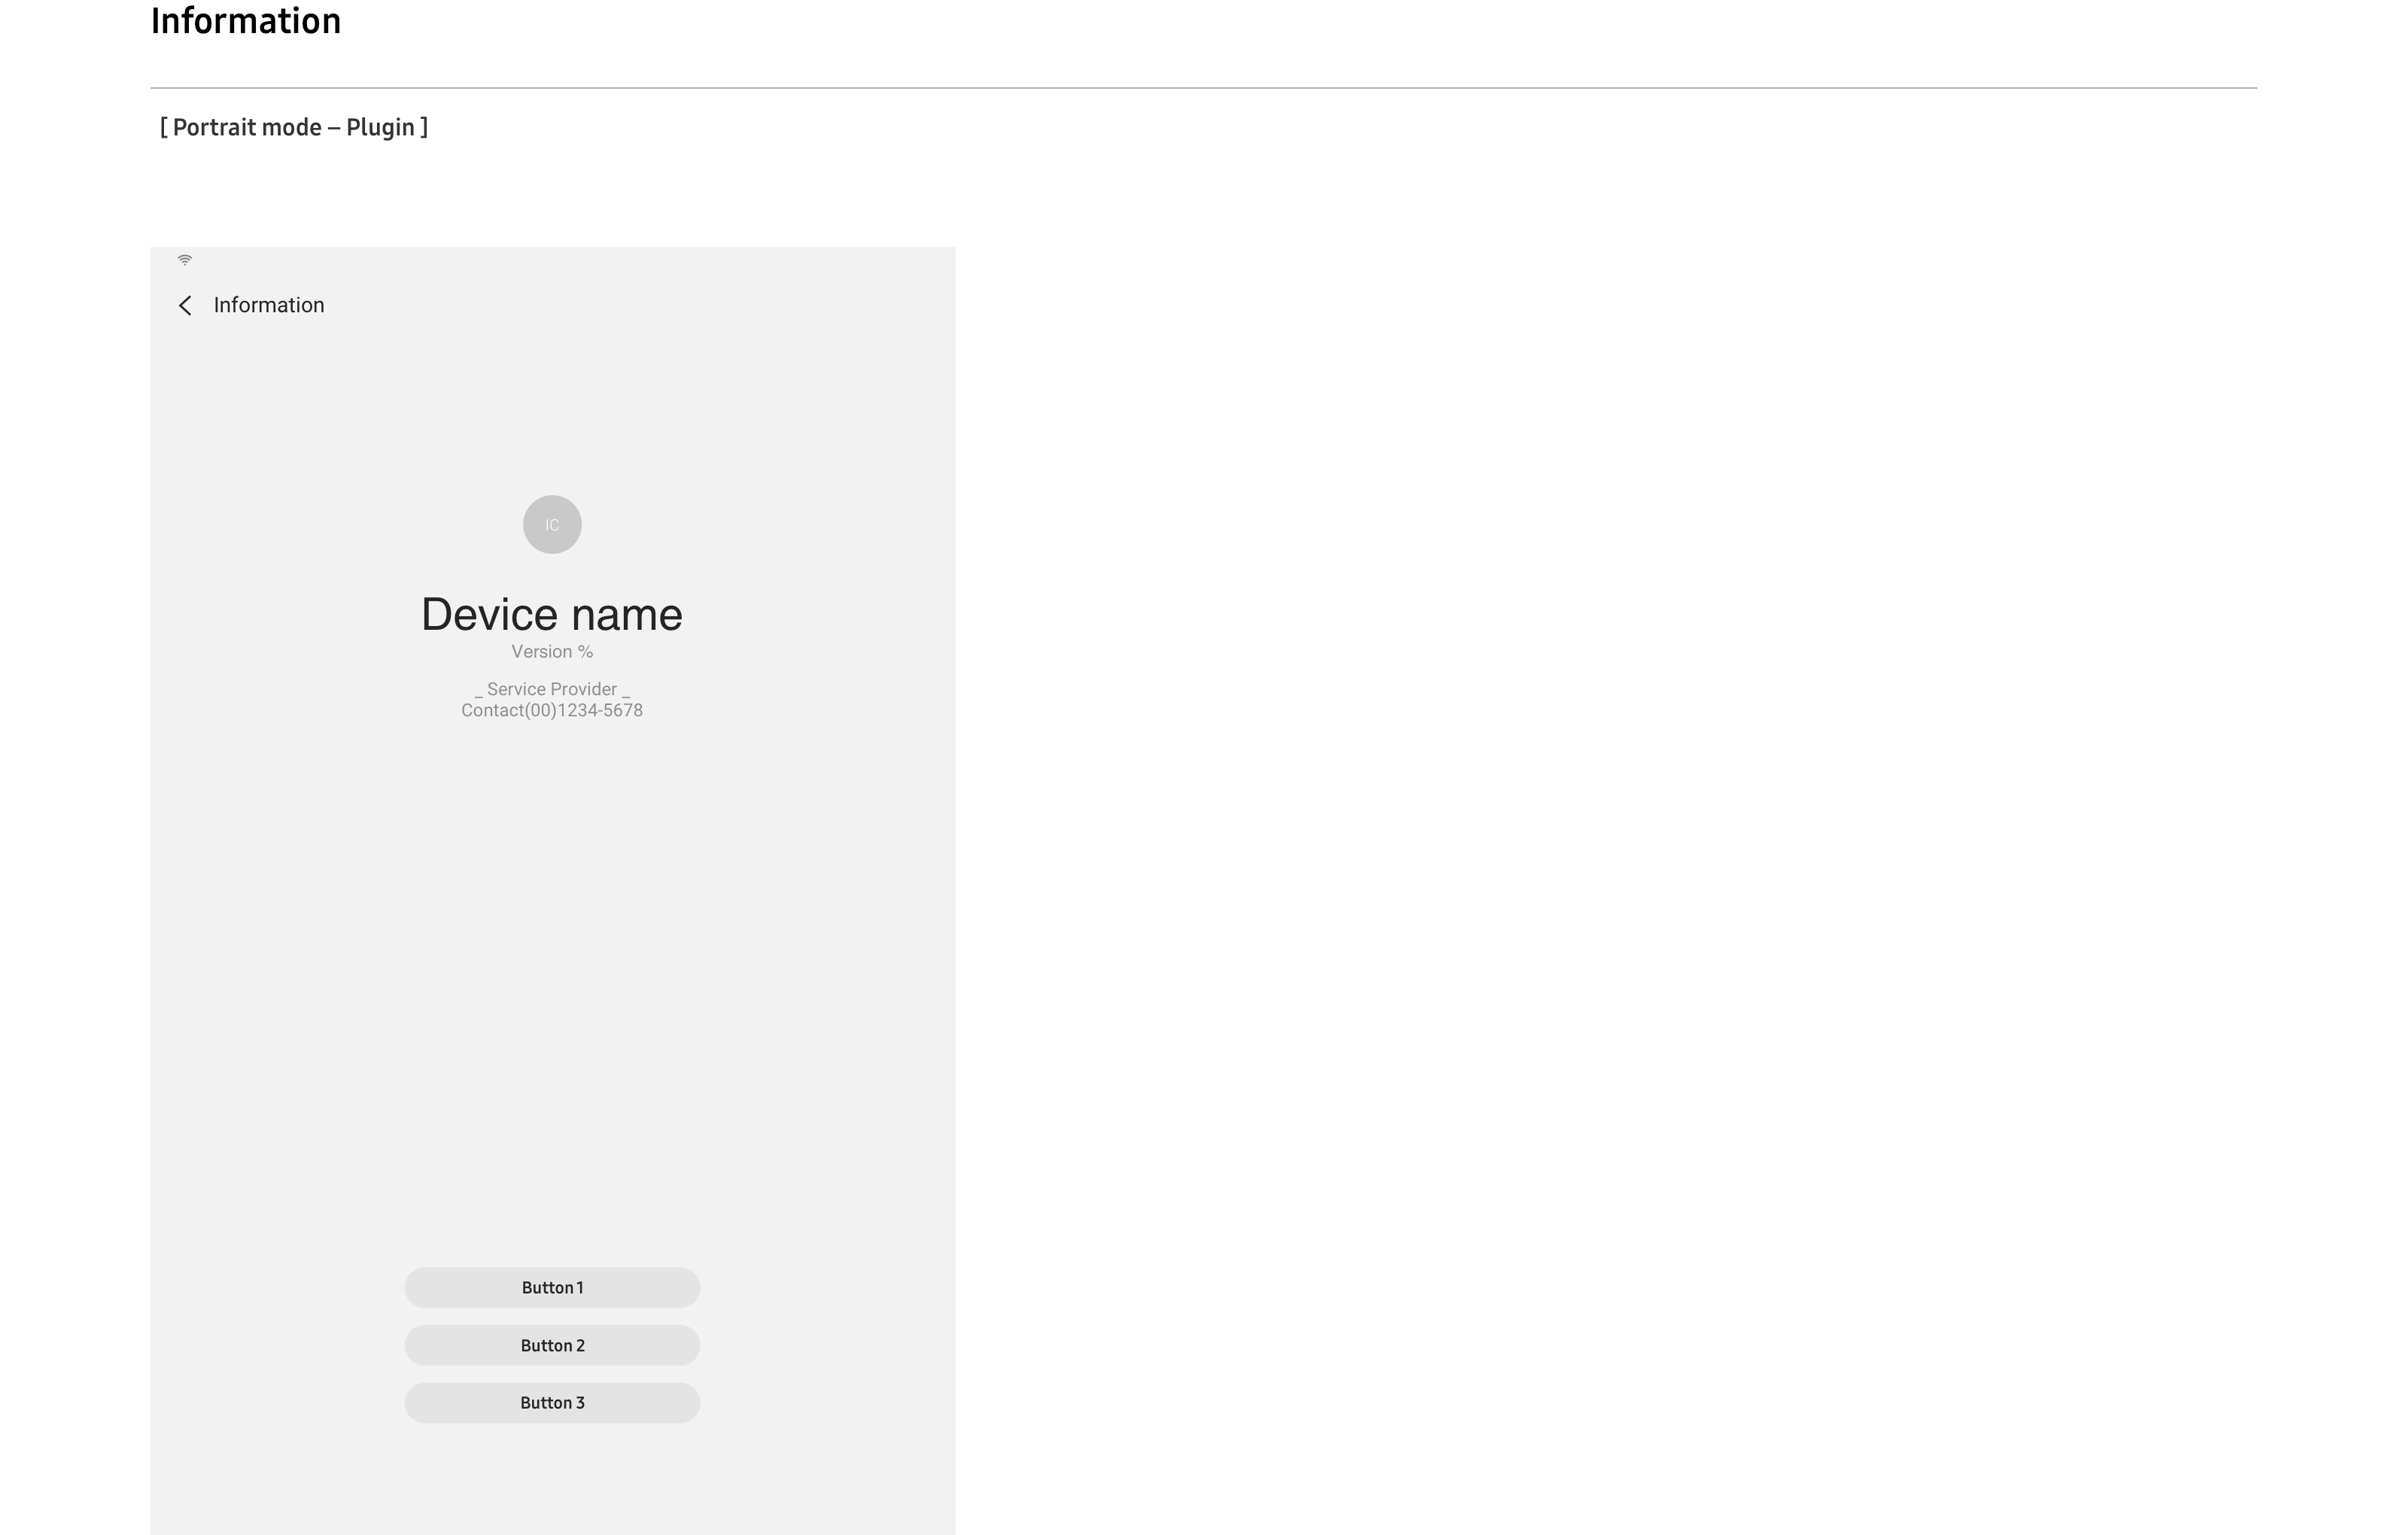 Information
[ Portrait mode – Plugin ]
Information
IC
Device name
Version %
_ Service Provider _
Contact(00)1234-5678
Button 1
Button 2
Button 3